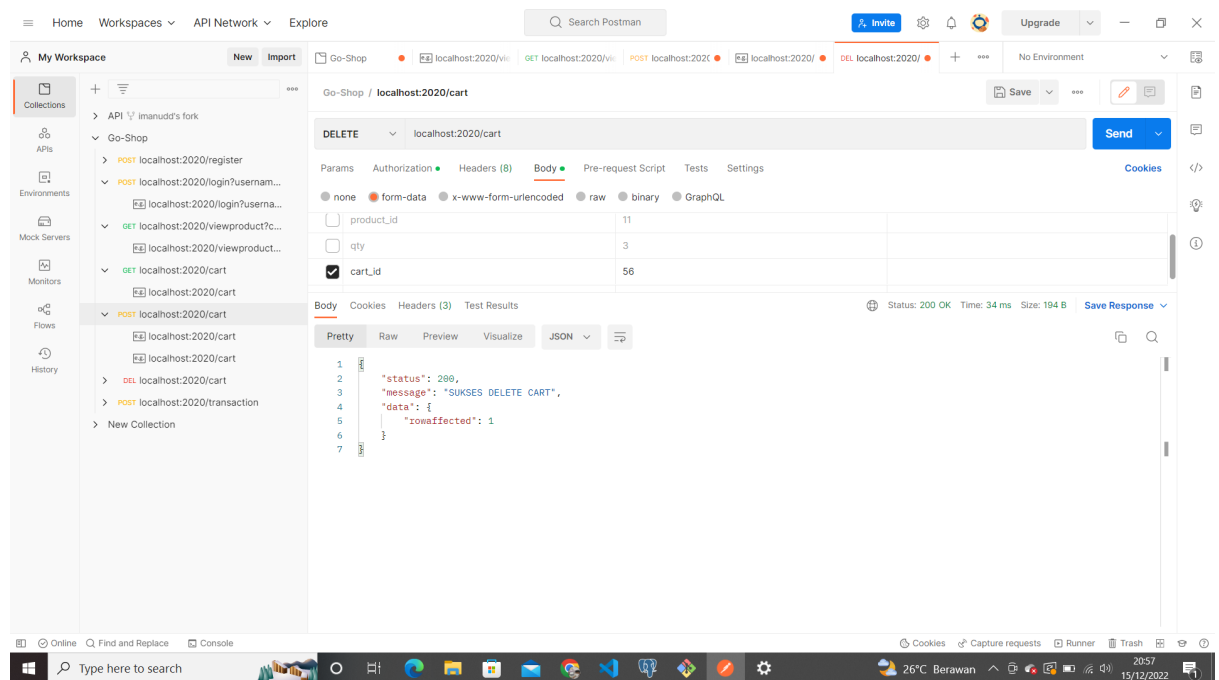 Home Workspaces API Network Explore Search Postman Invite Upgrade
My Workspace New Import Go-Shop e.g. localhost:2020/vie GET localhost:2020/vie POST localhost:2020 e.g. localhost:2020/ DEL localhost:2020/ No Environment
Collections
APIs
Environments
Mock Servers
Monitors
Flows
History
API imanudd's fork
Go-Shop
POST localhost:2020/register
POST localhost:2020/login?usernam...
e.g. localhost:2020/login?userna...
GET localhost:2020/viewproduct?c...
e.g. localhost:2020/viewproduct...
GET localhost:2020/cart
e.g. localhost:2020/cart
POST localhost:2020/cart
e.g. localhost:2020/cart
e.g. localhost:2020/cart
DEL localhost:2020/cart
POST localhost:2020/transaction
New Collection
Go-Shop / localhost:2020/cart Save
DELETE localhost:2020/cart Send
Params Authorization Headers (8) Body Pre-request Script Tests Settings Cookies
none form-data x-www-form-urlencoded raw binary GraphQL
product_id 11
qty 3
cart_id 56
Body Cookies Headers (3) Test Results Status: 200 OK Time: 34 ms Size: 194 B Save Response
Pretty Raw Preview Visualize JSON
1 {
2 "status": 200,
3 "message": "SUKSES DELETE CART",
4 "data": {
5 "rowaffected": 1
6 }
7 }
Online Find and Replace Console Cookies Capture requests Runner Trash
Type here to search 26°C Berawan 20:57
15/12/2022
1